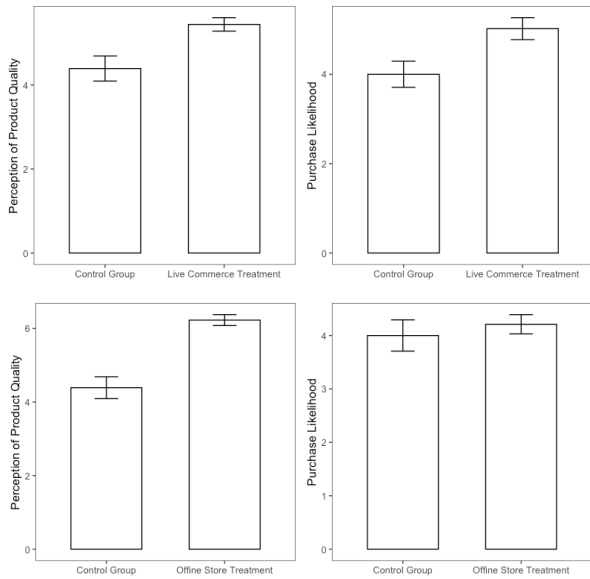 Perception of Product Quality
4
2
0
Control Group
Live Commerce Treatment
Purchase Likelihood
4
2
0
Control Group
Live Commerce Treatment
Perception of Product Quality
6
4
2
0
Control Group
Offine Store Treatment
Purchase Likelihood
4
3
2
1
0
Control Group
Offine Store Treatment